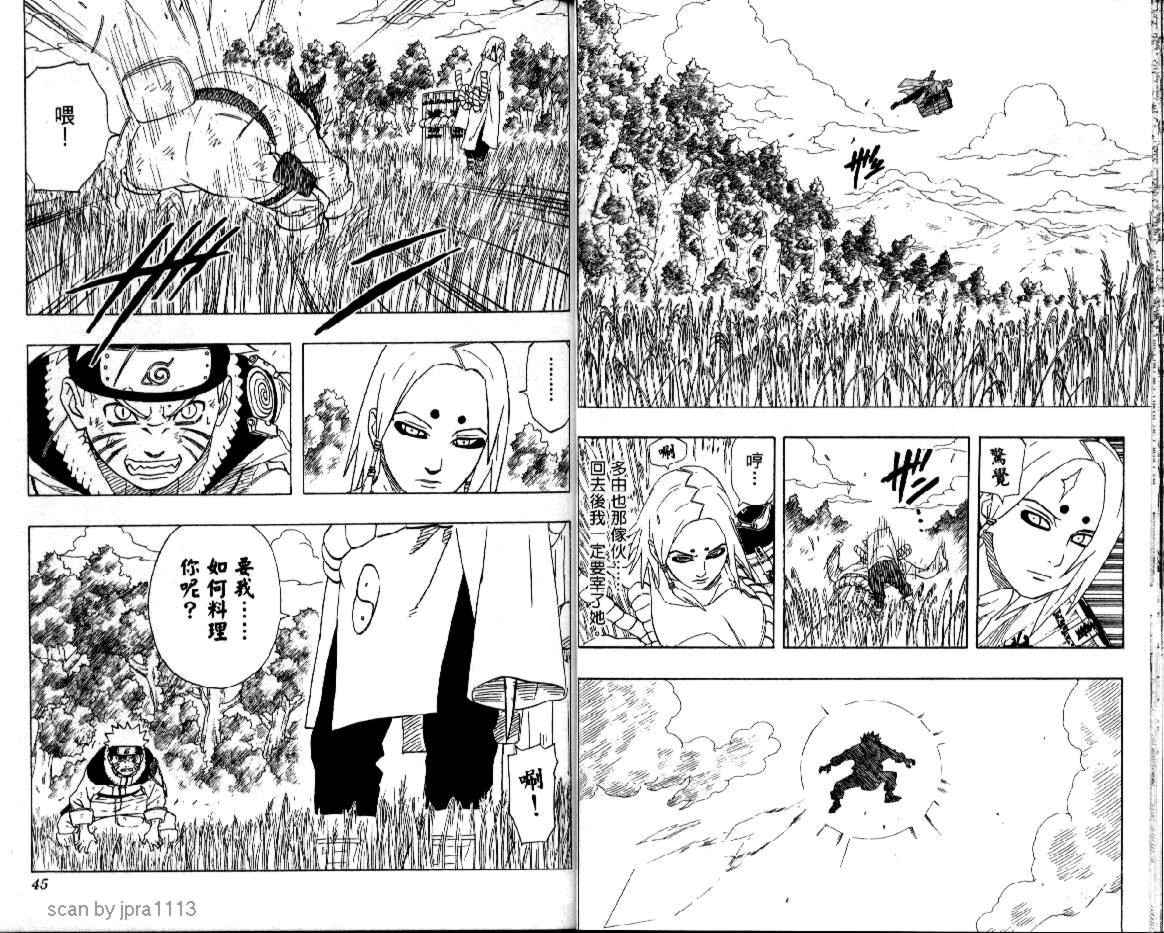 驚覺
哼…
唰
多由也那傢伙……
回去後我一定要宰了她。
喂！
………
要我……
如何料理
你呢？
唰！
45
scan by jpra1113